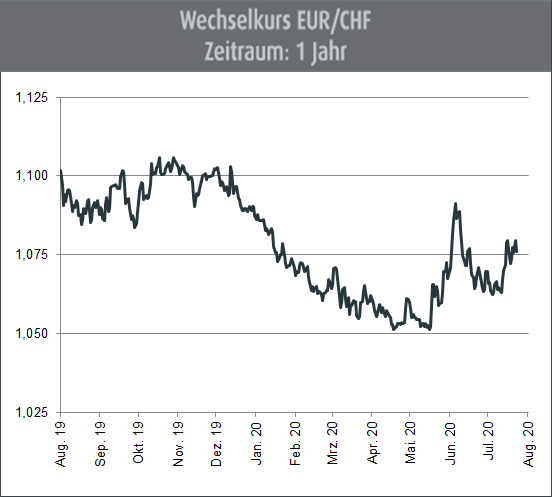 Wechselkurs EUR/CHF
Zeitraum: 1 Jahr
1,125
1,100
1,075
1,050
1,025
Aug. 19
Sep. 19
Okt. 19
Nov. 19
Dez. 19
Jan. 20
Feb. 20
Mrz. 20
Apr. 20
Mai. 20
Jun. 20
Jul. 20
Aug. 20